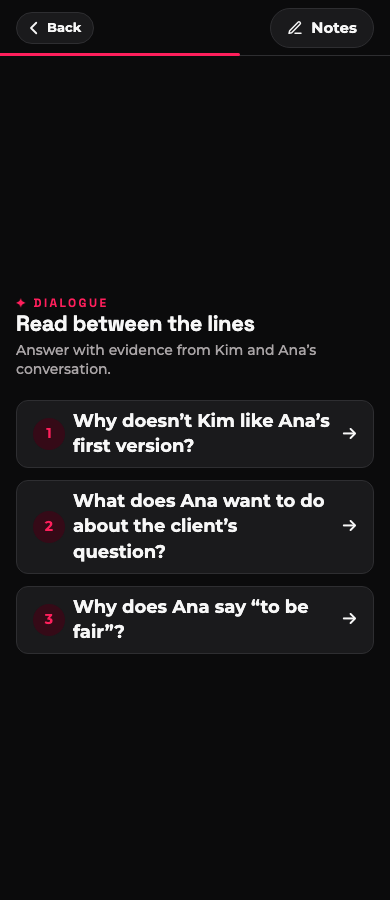 Back
Notes
DIALOGUE
Read between the lines
Answer with evidence from Kim and Ana’s
conversation.
1
Why doesn’t Kim like Ana’s
first version?
2
What does Ana want to do
about the client’s
question?
3
Why does Ana say “to be
fair”?